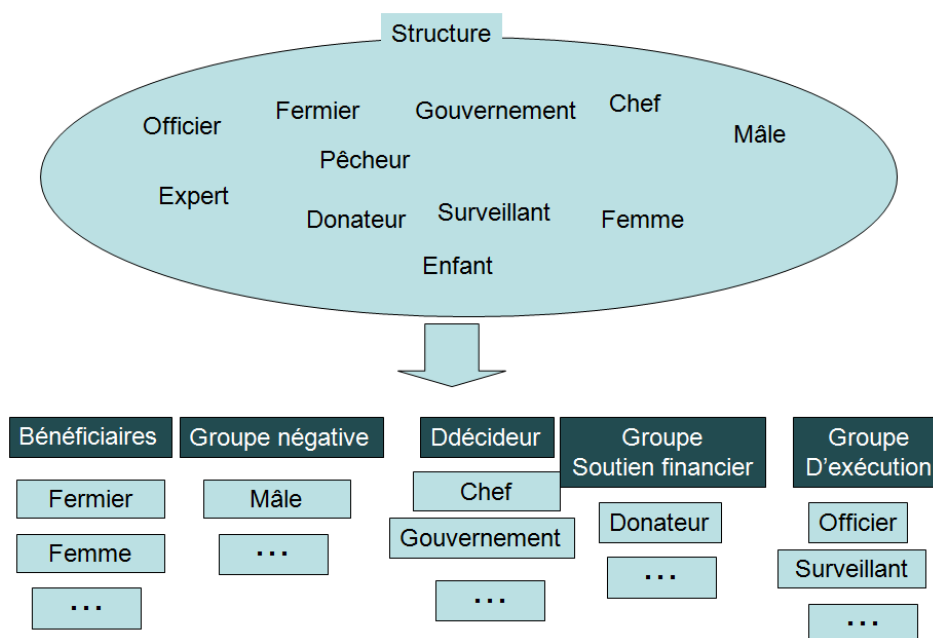 Structure
Officier
Fermier
Gouvernement
Chef
Mâle
Pêcheur
Expert
Donateur
Surveillant
Femme
Enfant
Bénéficiaires
Fermier
Femme
...
Groupe négative
Mâle
...
Ddécideur
Chef
Gouvernement
...
Groupe
Soutien financier
Donateur
...
Groupe
D'exécution
Officier
Surveillant
...